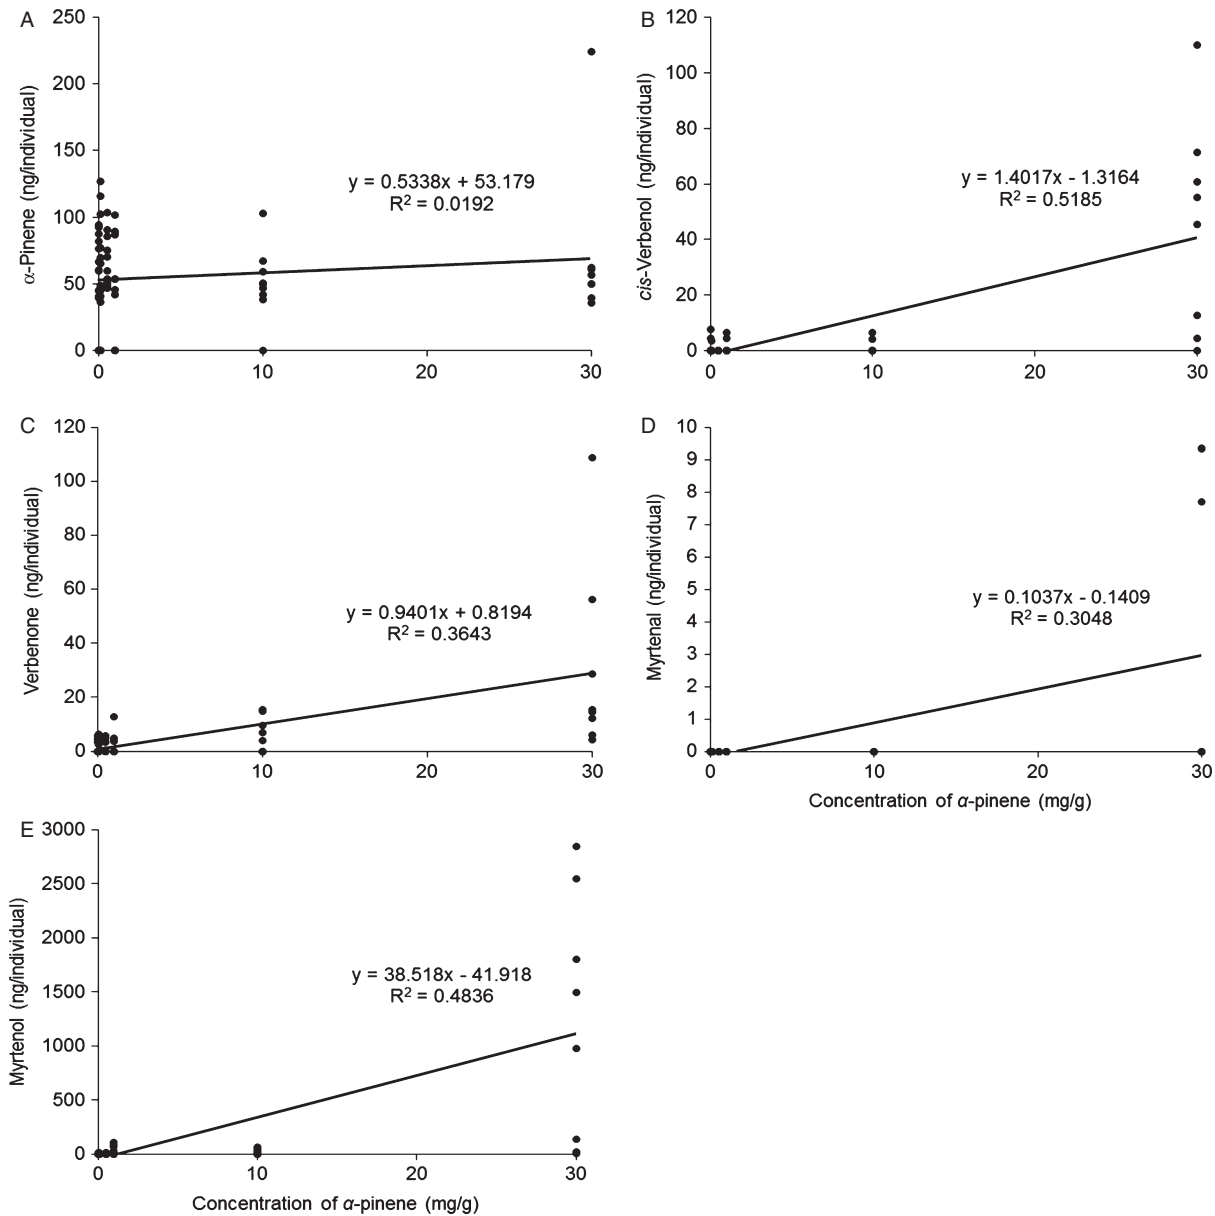 A
α-Pinene (ng/individual)
250
200
150
100
50
0
y = 0.5338x + 53.179
R² = 0.0192
0 10 20 30
B
cis-Verbenol (ng/individual)
120
100
80
60
40
20
0
y = 1.4017x - 1.3164
R² = 0.5185
0 10 20 30
C
Verbenone (ng/individual)
120
100
80
60
40
20
0
y = 0.9401x + 0.8194
R² = 0.3643
0 10 20 30
D
Myrtenal (ng/individual)
10
9
8
7
6
5
4
3
2
1
0
y = 0.1037x - 0.1409
R² = 0.3048
0 10 20 30
Concentration of α-pinene (mg/g)
E
Myrtenol (ng/individual)
3000
2500
2000
1500
1000
500
0
y = 38.518x - 41.918
R² = 0.4836
0 10 20 30
Concentration of α-pinene (mg/g)